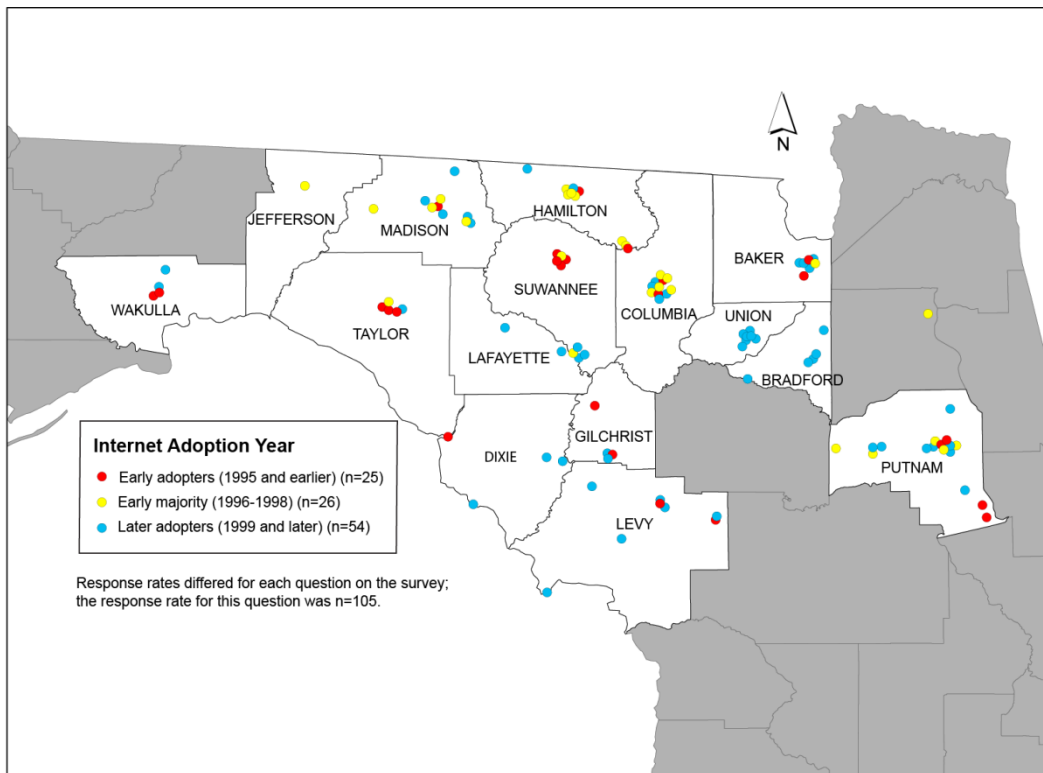 N
JEFFERSON
MADISON
HAMILTON
BAKER
SUWANNEE
WAKULLA
COLUMBIA
UNION
TAYLOR
LAFAYETTE
BRADFORD
GILCHRIST
DIXIE
PUTNAM
LEVY
Internet Adoption Year
Early adopters (1995 and earlier) (n=25)
Early majority (1996-1998) (n=26)
Later adopters (1999 and later) (n=54)
Response rates differed for each question on the survey;
the response rate for this question was n=105.